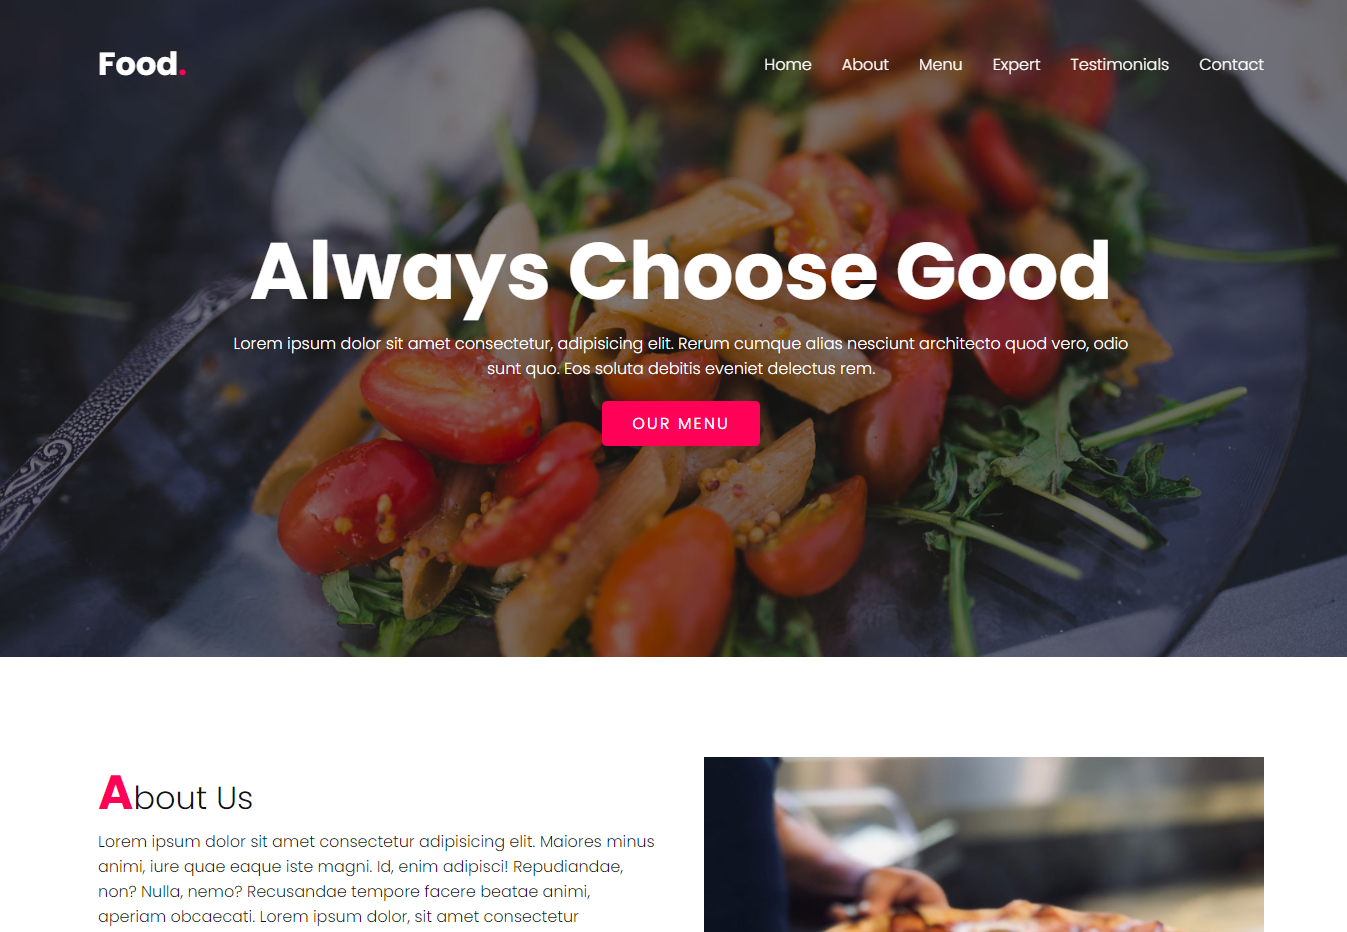 Food.
Home About Menu Expert Testimonials Contact
Always Choose Good
Lorem ipsum dolor sit amet consectetur, adipisicing elit. Rerum cumque alias nesciunt architecto quod vero, odio
sunt quo. Eos soluta debitis eveniet delectus rem.
OUR MENU
About Us
Lorem ipsum dolor sit amet consectetur adipisicing elit. Maiores minus
animi, iure quae eaque iste magni. Id, enim adipisci! Repudiandae,
non? Nulla, nemo? Recusandae tempore facere beatae animi,
aperiam obcaecati. Lorem ipsum dolor, sit amet consectetur